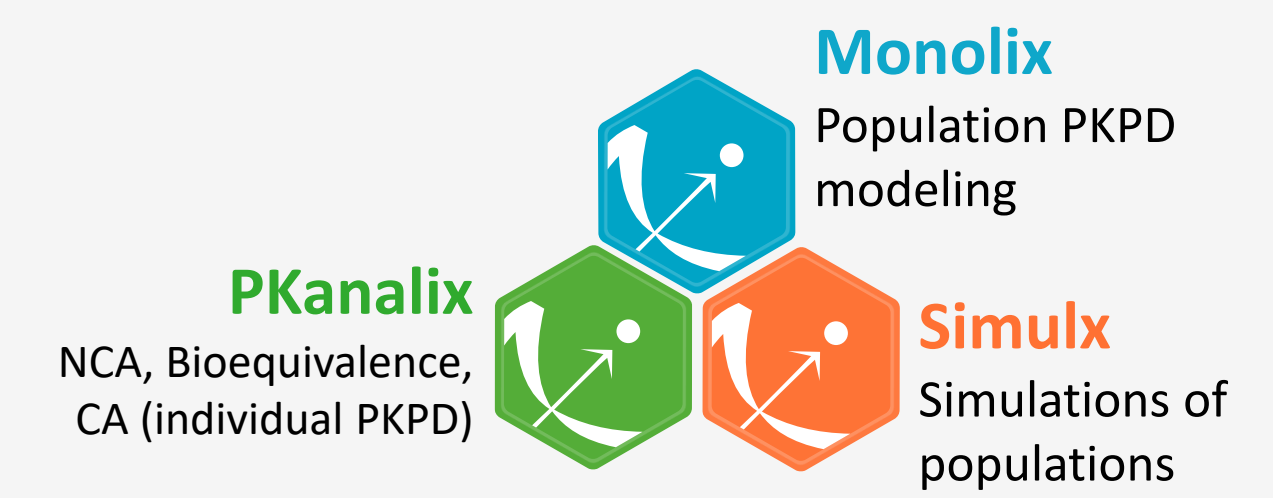 Monolix
Population PKPD
modeling
PKanalix
NCA, Bioequivalence,
CA (individual PKPD)
Simulx
Simulations of
populations